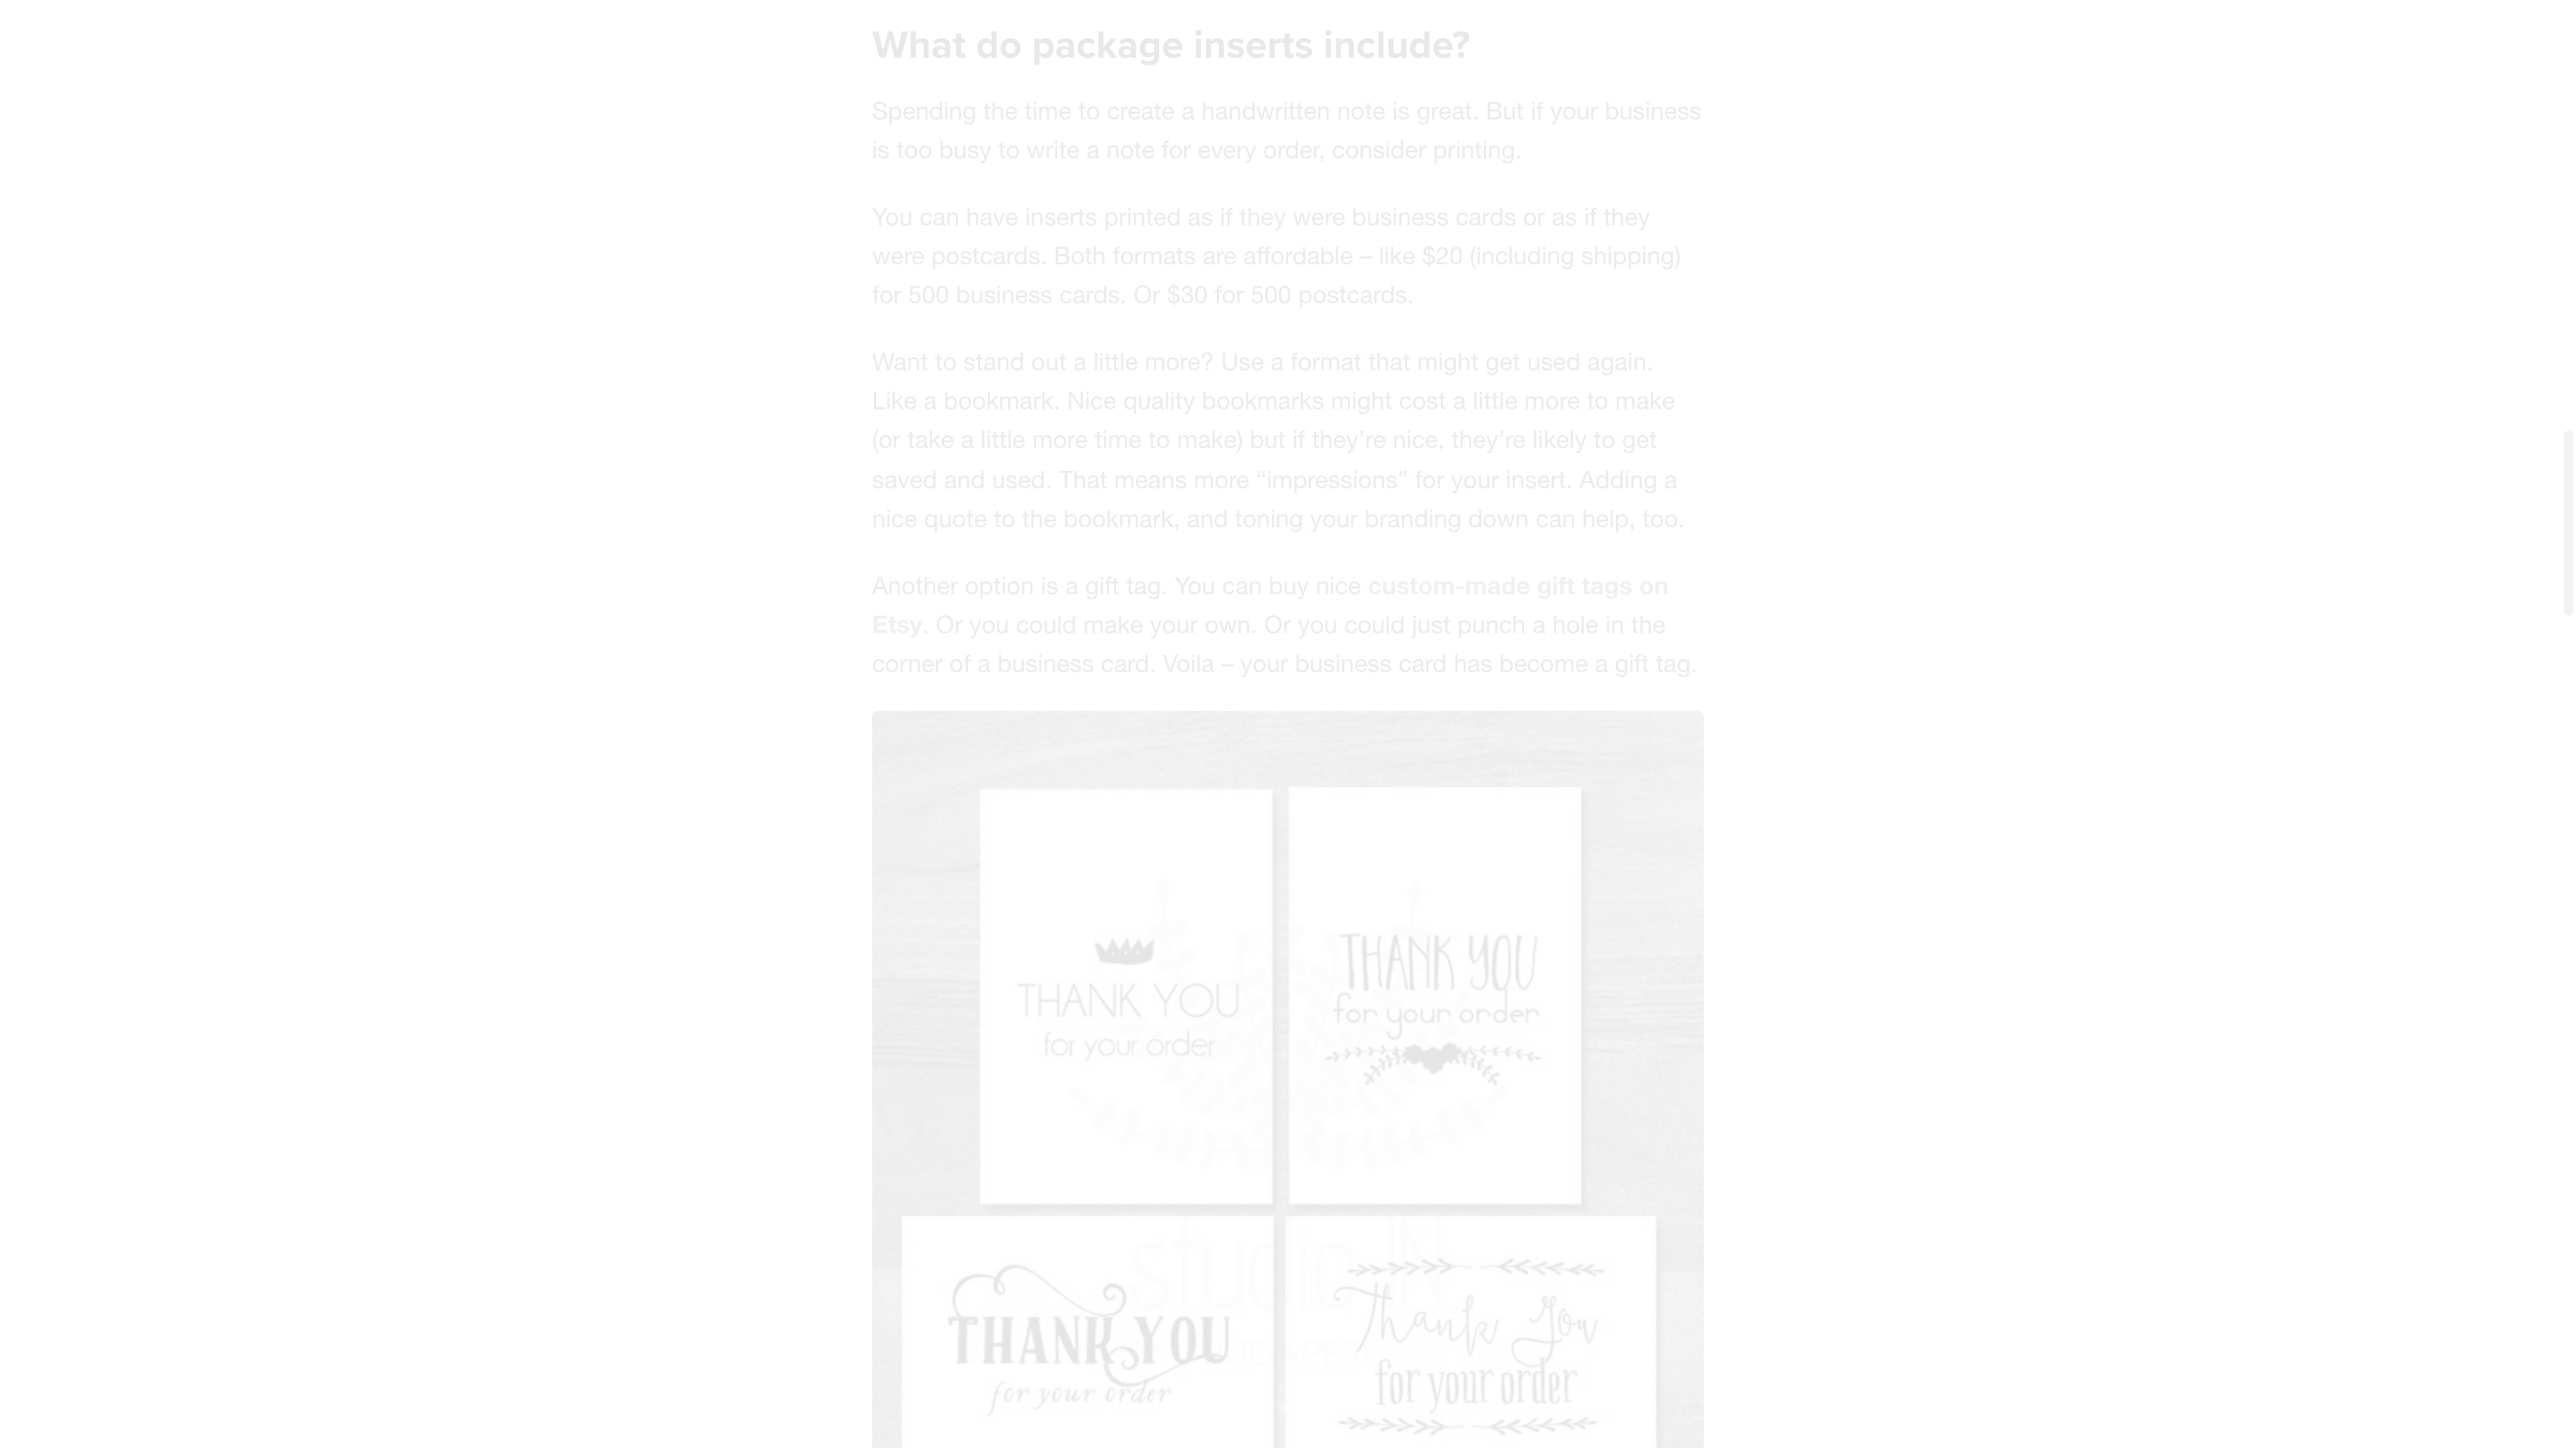 What do package inserts include?
Spending the time to create a handwritten note is great. But if your business
is too busy to write a note for every order, consider printing.
You can have inserts printed as if they were business cards or as if they
were postcards. Both formats are affordable – like $20 (including shipping)
for 500 business cards. Or $30 for 500 postcards.
Want to stand out a little more? Use a format that might get used again.
Like a bookmark. Nice quality bookmarks might cost a little more to make
(or take a little more time to make) but if they’re nice, they’re likely to get
saved and used. That means more “impressions” for your insert. Adding a
nice quote to the bookmark, and toning your branding down can help, too.
Another option is a gift tag. You can buy nice custom-made gift tags on
Etsy. Or you could make your own. Or you could just punch a hole in the
corner of a business card. Voila – your business card has become a gift tag.
THANK YOU
for your order
THANK YOU
for your order
studio
THANK YOU
for your order
Thank You
for your order